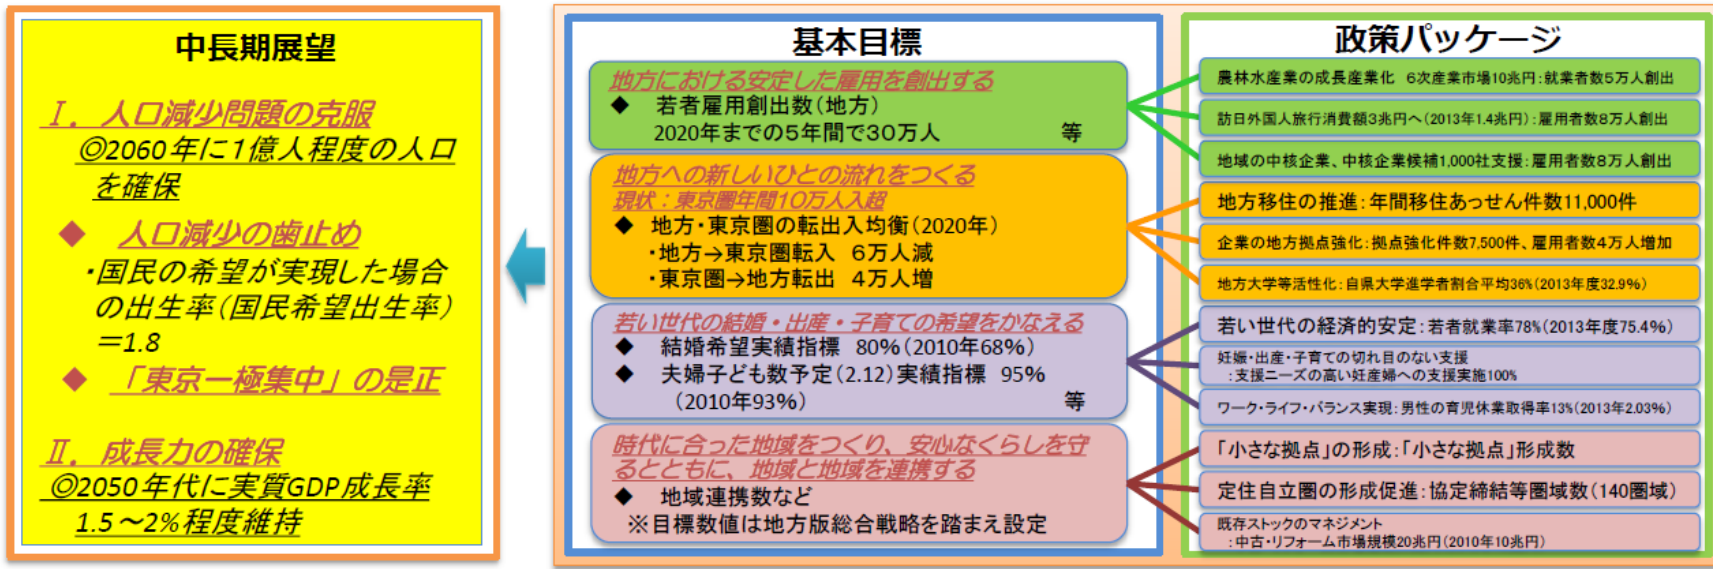 中長期展望
Ⅰ．人口減少問題の克服
◎2060年に1億人程度の人口
を確保
◆ 人口減少の歯止め
・国民の希望が実現した場合
の出生率(国民希望出生率)
＝1.8
◆ 「東京一極集中」の是正
Ⅱ．成長力の確保
◎2050年代に実質GDP成長率
1.5～2%程度維持
基本目標
地方における安定した雇用を創出する
◆ 若者雇用創出数(地方)
2020年までの5年間で30万人 等
地方への新しいひとの流れをつくる
現状：東京圏年間10万人入超
◆ 地方・東京圏の転出入均衡(2020年)
・地方→東京圏転入 6万人減
・東京圏→地方転出 4万人増
若い世代の結婚・出産・子育ての希望をかなえる
◆ 結婚希望実績指標 80%(2010年68%)
◆ 夫婦子ども数予定(2.12)実績指標 95%
(2010年93%) 等
時代に合った地域をつくり、安心なくらしを守
るとともに、地域と地域を連携する
◆ 地域連携数など
※目標数値は地方版総合戦略を踏まえ設定
政策パッケージ
農林水産業の成長産業化 6次産業市場10兆円：就業者数5万人創出
訪日外国人旅行消費額3兆円へ(2013年1.4兆円)：雇用者数8万人創出
地域の中核企業、中核企業候補1,000社支援：雇用者数8万人創出
地方移住の推進：年間移住あっせん件数11,000件
企業の地方拠点強化：拠点強化件数7,500件、雇用者数4万人増加
地方大学等活性化：自県大学進学者割合平均36%(2013年度32.9%)
若い世代の経済的安定：若者就業率78%(2013年度75.4%)
妊娠・出産・子育ての切れ目のない支援
：支援ニーズの高い妊産婦への支援実施100%
ワーク・ライフ・バランス実現：男性の育児休業取得率13%(2013年2.03%)
「小さな拠点」の形成：「小さな拠点」形成数
定住自立圏の形成促進：協定締結等圏域数(140圏域)
既存ストックのマネジメント
：中古・リフォーム市場規模20兆円(2010年10兆円)